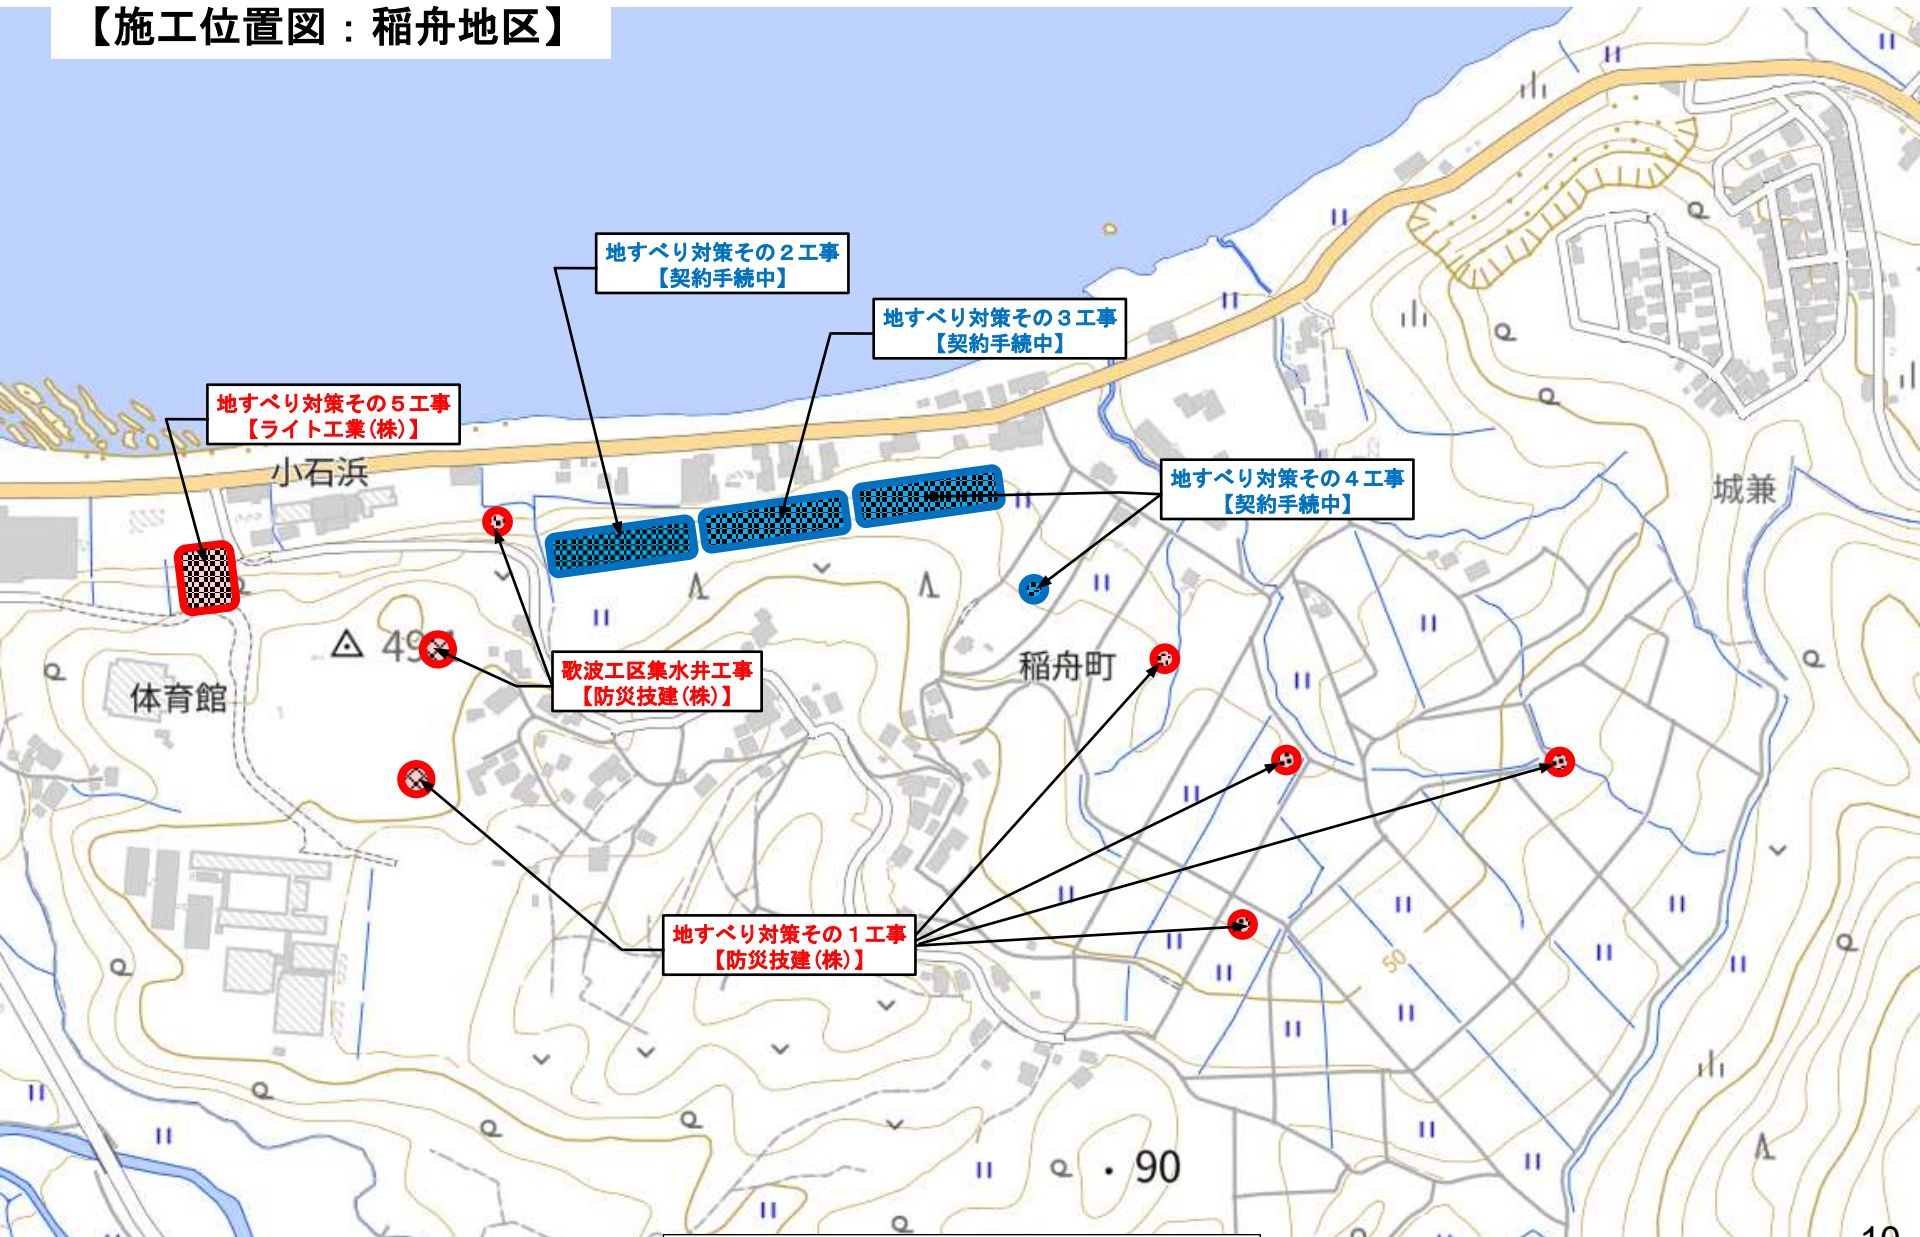 【施工位置図：稲舟地区】
地すべり対策その２工事
【契約手続中】
地すべり対策その３工事
【契約手続中】
地すべり対策その５工事
【ライト工業(株)】
小石浜
地すべり対策その４工事
【契約手続中】
城兼
49
体育館
歌波工区集水井工事
【防災技建(株)】
稲舟町
地すべり対策その１工事
【防災技建(株)】
50
90